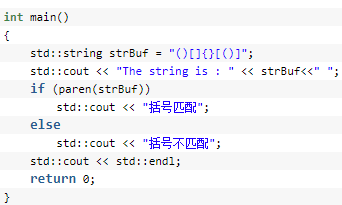 int main()
{
    std::string strBuf = "()[]{}[()]";
    std::cout << "The string is : " << strBuf<<" ";
    if (paren(strBuf))
        std::cout << "括号匹配";
    else
        std::cout << "括号不匹配";
    std::cout << std::endl;
    return 0;
}